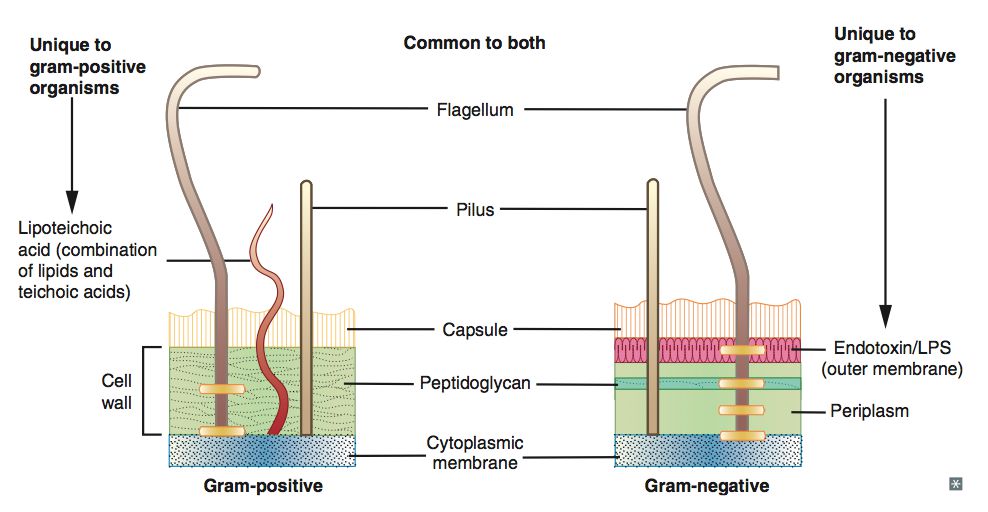 Unique to
gram-positive
organisms
Common to both
Unique to
gram-negative
organisms
Flagellum
Pilus
Lipoteichoic
acid (combination
of lipids and
teichoic acids)
Capsule
Endotoxin/LPS
(outer membrane)
Cell
wall
Peptidoglycan
Periplasm
Cytoplasmic
membrane
Gram-positive
Gram-negative